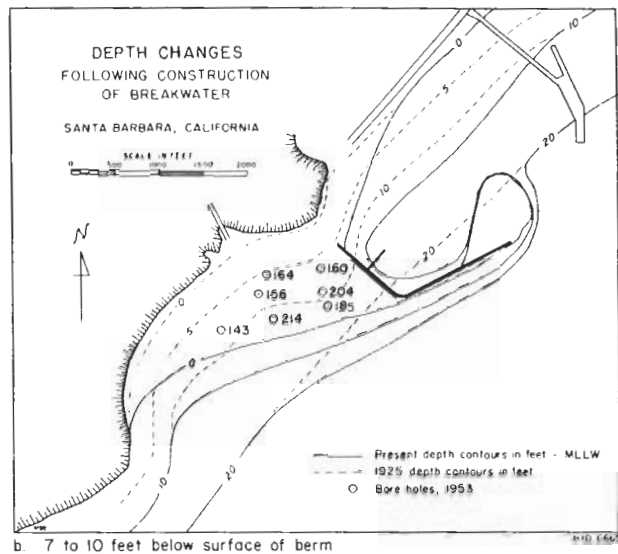 DEPTH CHANGES
FOLLOWING CONSTRUCTION
OF BREAKWATER
SANTA BARBARA, CALIFORNIA
SCALE IN FEET
0 500 1000 1500 2000
N
0
10
5
20
10
20
164
160
156
204
185
214
143
0
5
0
10
20
Present depth contours in feet - MLLW
1925 depth contours in feet
Bore holes, 1953
b. 7 to 10 feet below surface of berm